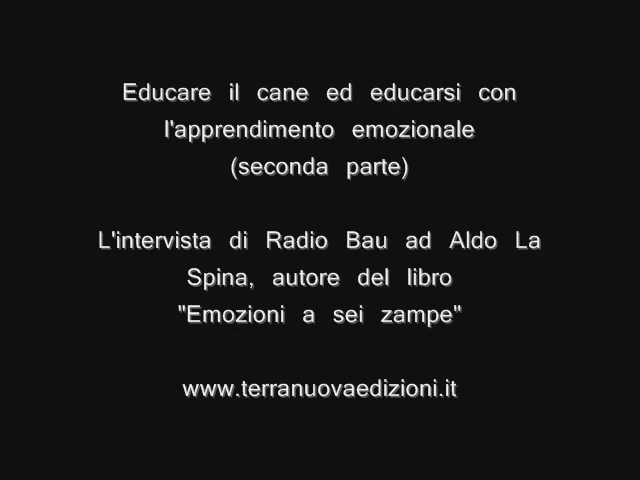 Educare il cane ed educarsi con
l'apprendimento emozionale
(seconda parte)
L'intervista di Radio Bau ad Aldo La
Spina, autore del libro
"Emozioni a sei zampe"
www.terranuovaedizioni.it